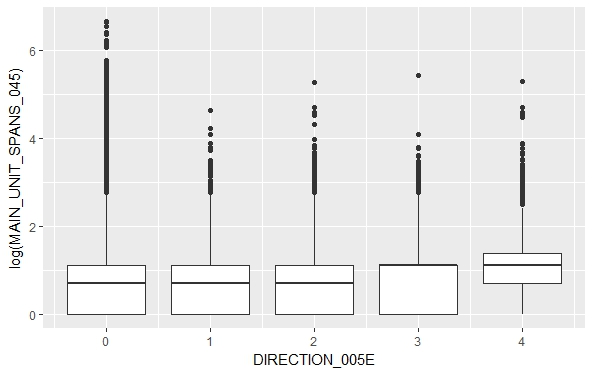 log(MAIN_UNIT_SPANS_045)
6
4
2
0
0 1 2 3 4
DIRECTION_005E